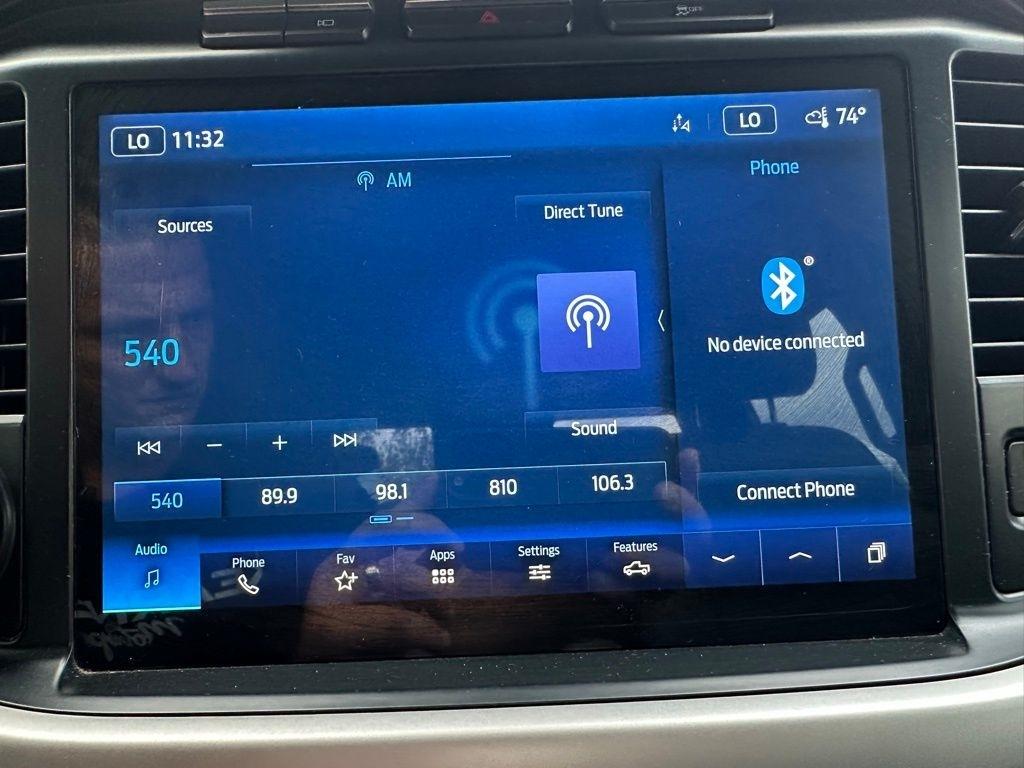 OFF
LO 11:32 LO 74°
AM
Phone
Sources
Direct Tune
540
®
No device connected
Sound
540 89.9 98.1 810 106.3
Connect Phone
Audio Phone Fav Apps Settings Features